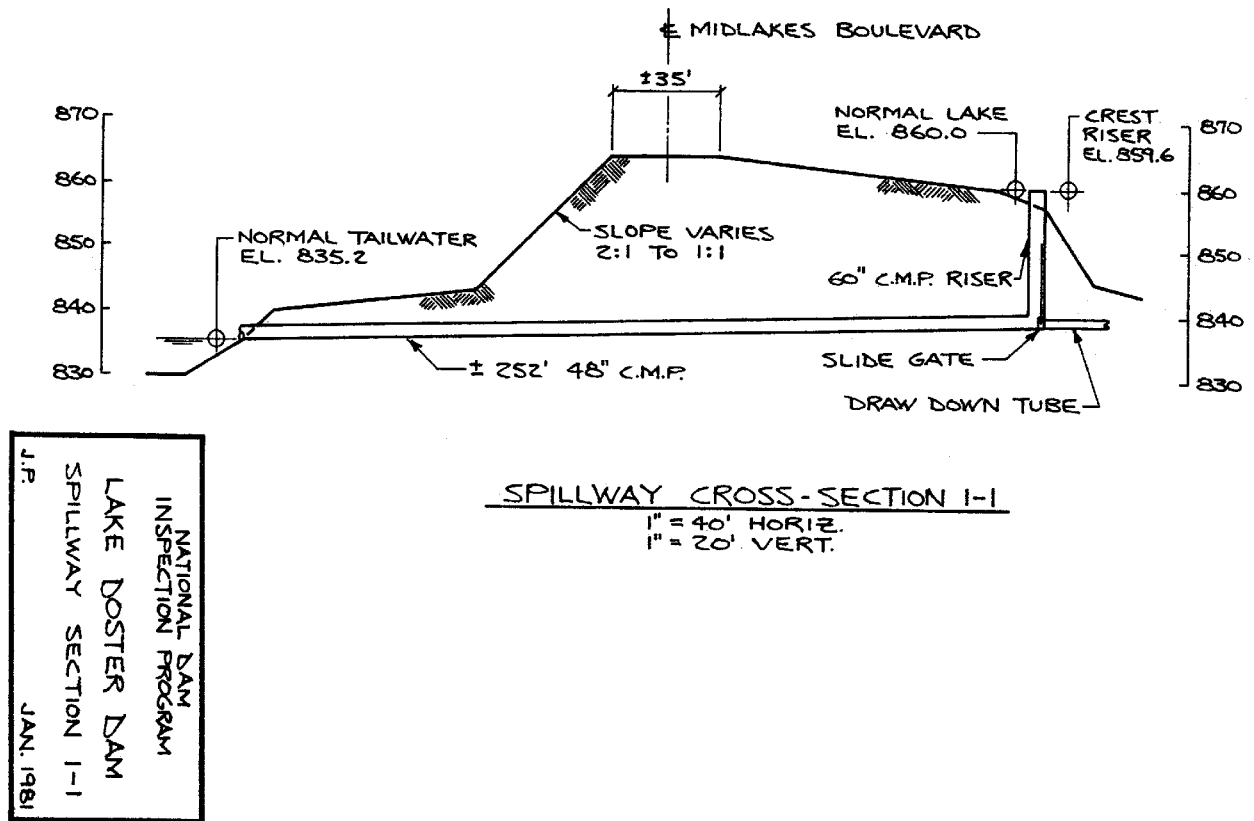 ℄ MIDLAKES BOULEVARD
±35'
NORMAL LAKE
EL. 860.0
CREST
RISER
EL. 859.6
870
860
850
840
830
870
860
850
840
830
NORMAL TAILWATER
EL. 835.2
SLOPE VARIES
2:1 TO 1:1
60" C.M.P. RISER
± 252' 48" C.M.P.
SLIDE GATE
DRAW DOWN TUBE
SPILLWAY CROSS-SECTION 1-1
1" = 40' HORIZ.
1" = 20' VERT.
NATIONAL DAM
INSPECTION PROGRAM
LAKE DOSTER DAM
SPILLWAY SECTION 1-1
J.P. JAN. 1981